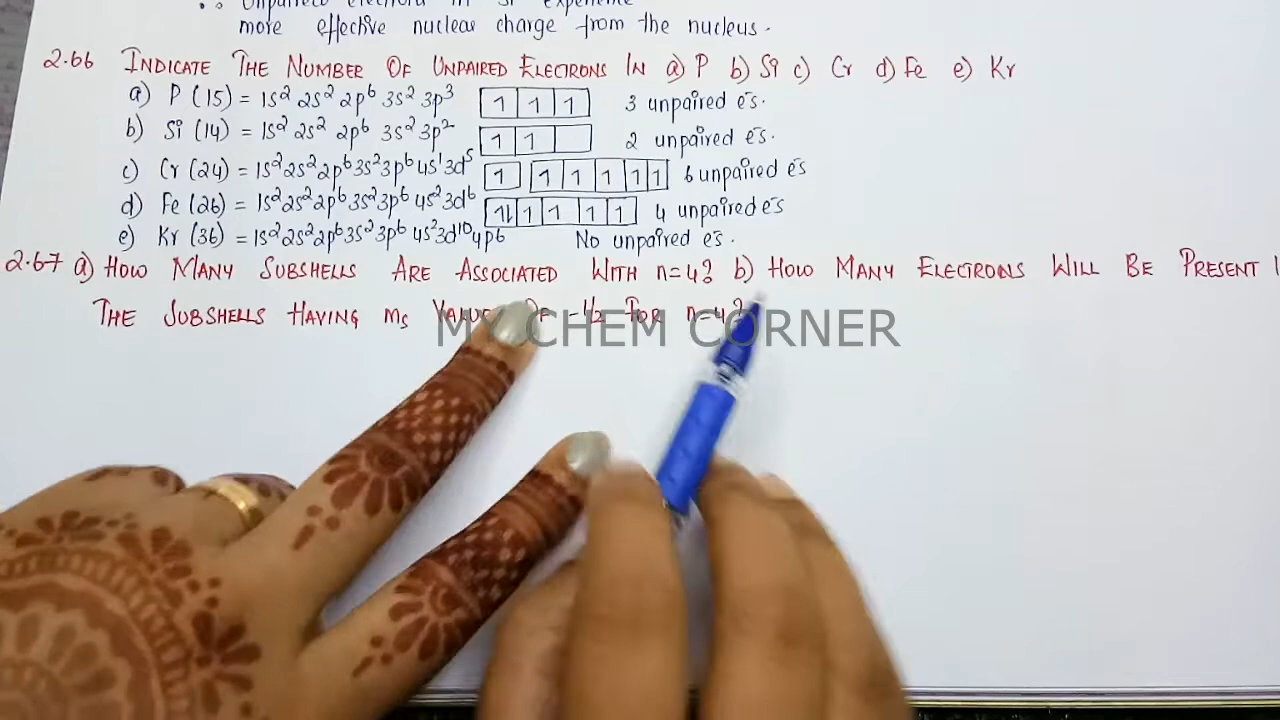 more effective nuclear charge from the nucleus.
2.66 INDICATE THE NUMBER OF UNPAIRED ELECTRONS IN a) P b) Si c) Cr d) Fe e) Kr
a) P (15) = 1s² 2s² 2p⁶ 3s² 3p³ 1 1 1 3 unpaired e⁻s.
b) Si (14) = 1s² 2s² 2p⁶ 3s² 3p² 1 1 2 unpaired e⁻s.
c) Cr (24) = 1s² 2s² 2p⁶ 3s² 3p⁶ 4s¹ 3d⁵ 1 1 1 1 1 1 6 unpaired e⁻s
d) Fe (26) = 1s² 2s² 2p⁶ 3s² 3p⁶ 4s² 3d⁶ 1⇂ 1 1 1 1 4 unpaired e⁻s
e) Kr (36) = 1s² 2s² 2p⁶ 3s² 3p⁶ 4s² 3d¹⁰ 4p⁶ No unpaired e⁻s.
2.67 a) HOW MANY SUBSHELLS ARE ASSOCIATED WITH n=4? b) HOW MANY ELECTRONS WILL BE PRESENT
THE SUBSHELLS HAVING ms -1/2 FOR n=4?
MY CHEM CORNER